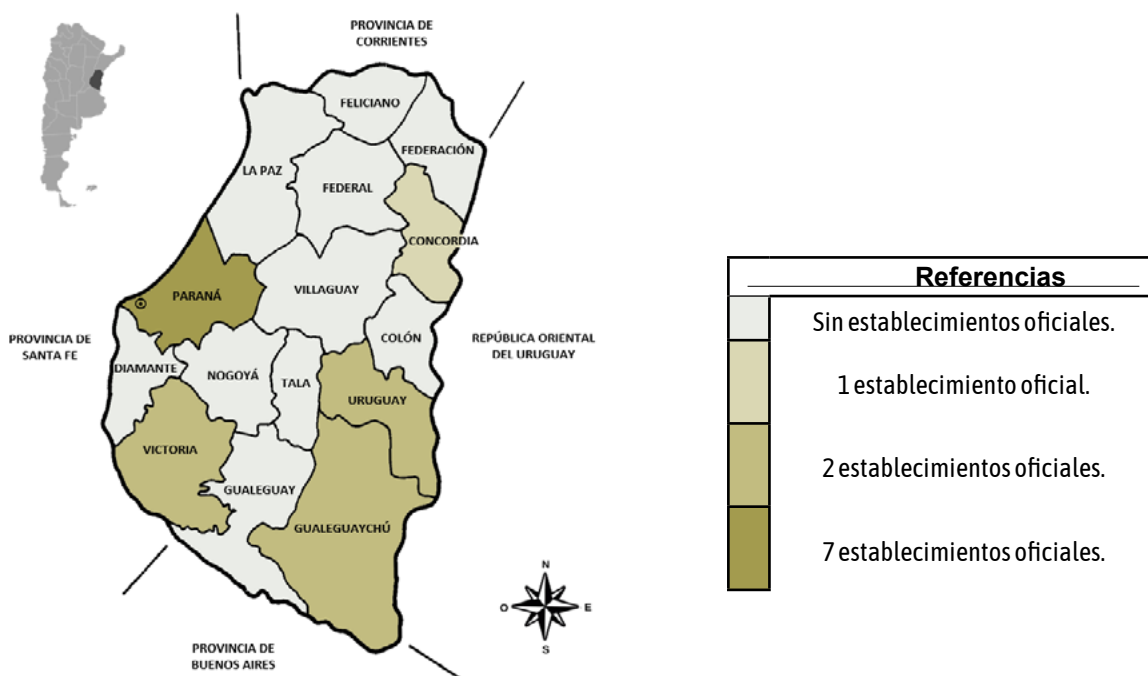 PROVINCIA DE
CORRIENTES
FELICIANO
FEDERACIÓN
LA PAZ
FEDERAL
CONCORDIA
PARANÁ
VILLAGUAY
PROVINCIA DE
SANTA FE
COLÓN
REPÚBLICA ORIENTAL
DEL URUGUAY
DIAMANTE
NOGOYÁ
TALA
URUGUAY
VICTORIA
GUALEGUAY
GUALEGUAYCHÚ
PROVINCIA DE
BUENOS AIRES
N
O
E
S
Referencias
Sin establecimientos oficiales.
1 establecimiento oficial.
2 establecimientos oficiales.
7 establecimientos oficiales.